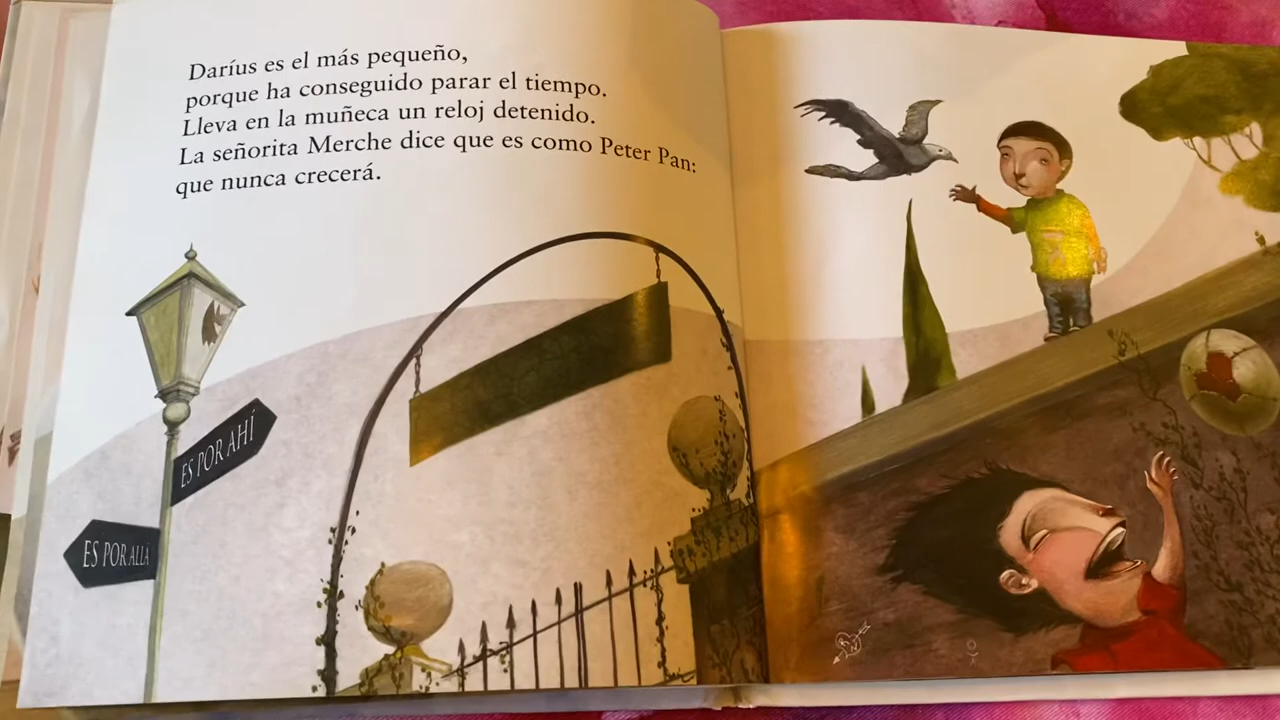 Daríus es el más pequeño,
porque ha conseguido parar el tiempo.
Lleva en la muñeca un reloj detenido.
La señorita Merche dice que es como Peter Pan:
que nunca crecerá.
ES POR AHÍ
ES POR ALLÁ
R
N